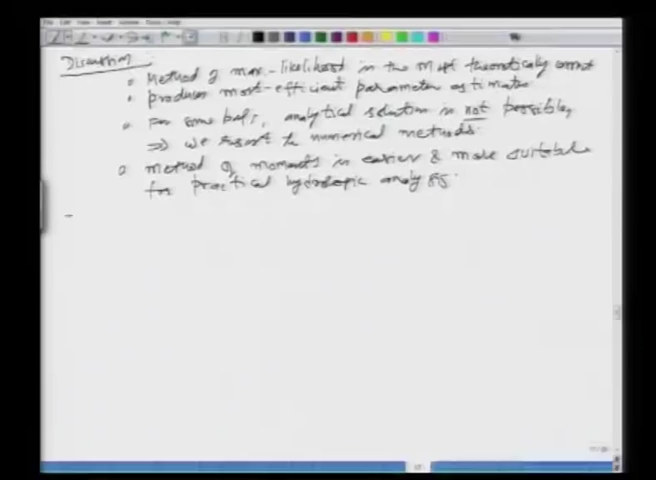 Discussion:
Method of max-likelihood is the most theoretically correct
produces most-efficient parameter estimates
For some pdfs, analytical solution is not possible,
⇒ we resort to numerical methods.
method of moments is easier & more suitable
for practical hydrologic analysis.